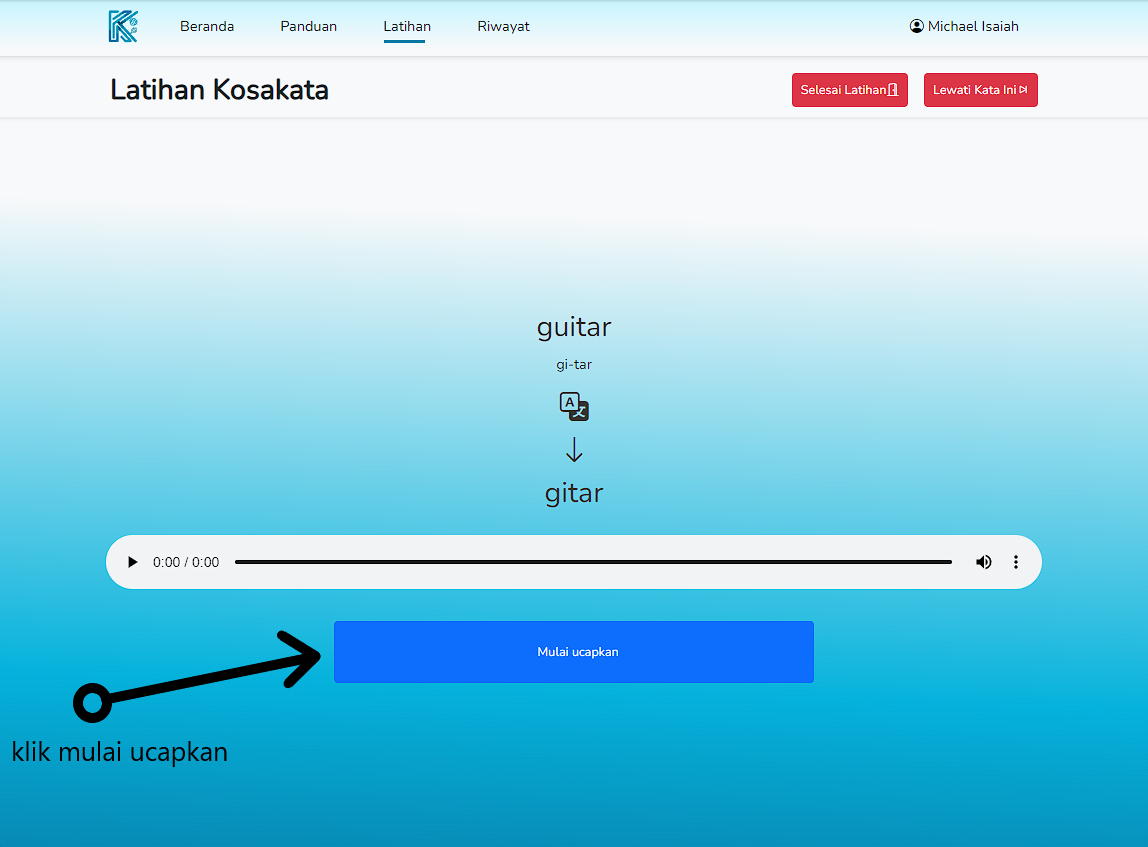 Beranda Panduan Latihan Riwayat Michael Isaiah
Latihan Kosakata Selesai Latihan Lewati Kata Ini
guitar
gi-tar
A
gitar
0:00 / 0:00
Mulai ucapkan
klik mulai ucapkan